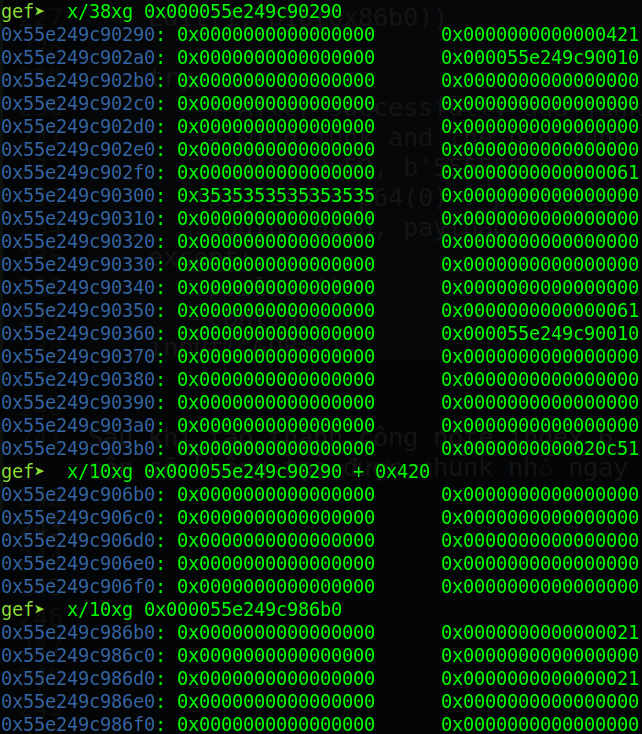 gef➤  x/38xg 0x000055e249c90290
0x55e249c90290: 0x0000000000000000 0x0000000000000421
0x55e249c902a0: 0x0000000000000000 0x000055e249c90010
0x55e249c902b0: 0x0000000000000000 0x0000000000000000
0x55e249c902c0: 0x0000000000000000 0x0000000000000000
0x55e249c902d0: 0x0000000000000000 0x0000000000000000
0x55e249c902e0: 0x0000000000000000 0x0000000000000000
0x55e249c902f0: 0x0000000000000000 0x0000000000000061
0x55e249c90300: 0x3535353535353535 0x0000000000000000
0x55e249c90310: 0x0000000000000000 0x0000000000000000
0x55e249c90320: 0x0000000000000000 0x0000000000000000
0x55e249c90330: 0x0000000000000000 0x0000000000000000
0x55e249c90340: 0x0000000000000000 0x0000000000000000
0x55e249c90350: 0x0000000000000000 0x0000000000000061
0x55e249c90360: 0x0000000000000000 0x000055e249c90010
0x55e249c90370: 0x0000000000000000 0x0000000000000000
0x55e249c90380: 0x0000000000000000 0x0000000000000000
0x55e249c90390: 0x0000000000000000 0x0000000000000000
0x55e249c903a0: 0x0000000000000000 0x0000000000000000
0x55e249c903b0: 0x0000000000000000 0x0000000000020c51
gef➤  x/10xg 0x000055e249c90290 + 0x420
0x55e249c906b0: 0x0000000000000000 0x0000000000000000
0x55e249c906c0: 0x0000000000000000 0x0000000000000000
0x55e249c906d0: 0x0000000000000000 0x0000000000000000
0x55e249c906e0: 0x0000000000000000 0x0000000000000000
0x55e249c906f0: 0x0000000000000000 0x0000000000000000
gef➤  x/10xg 0x000055e249c986b0
0x55e249c986b0: 0x0000000000000000 0x0000000000000021
0x55e249c986c0: 0x0000000000000000 0x0000000000000000
0x55e249c986d0: 0x0000000000000000 0x0000000000000021
0x55e249c986e0: 0x0000000000000000 0x0000000000000000
0x55e249c986f0: 0x0000000000000000 0x0000000000000000